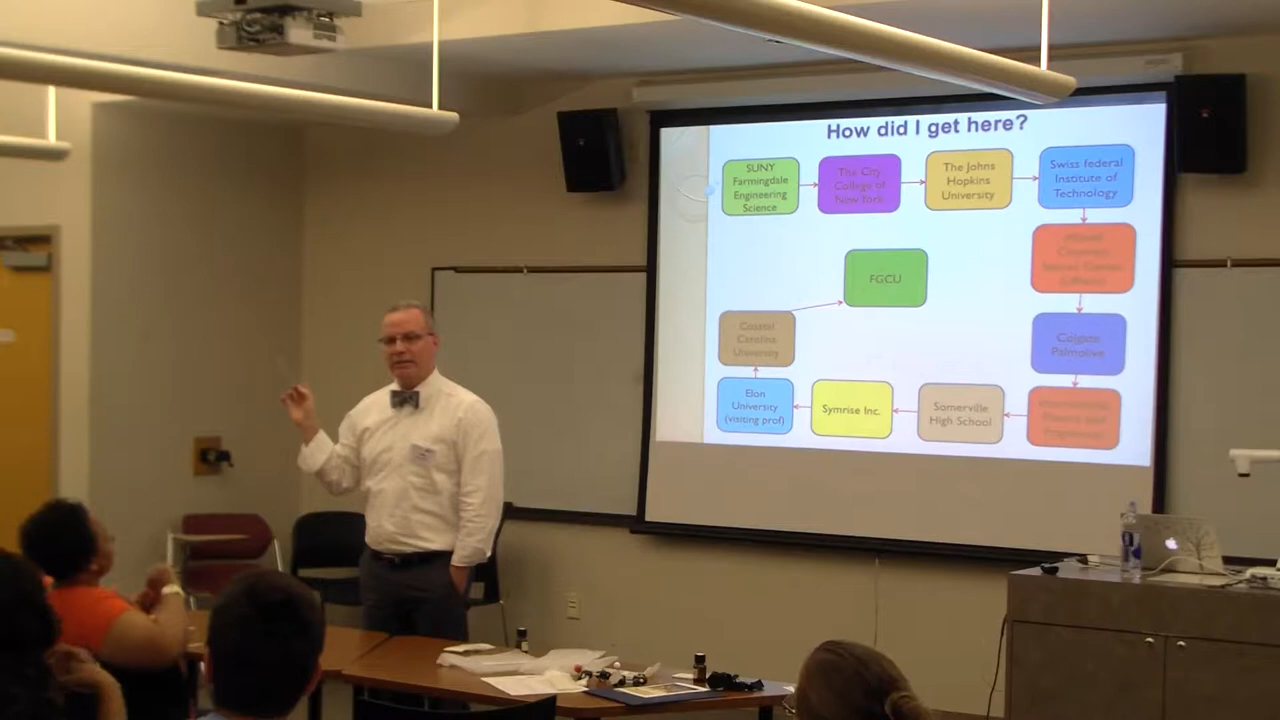 How did I get here?
SUNY
Farmingdale
Engineering
Science
The City
College of
New York
The Johns
Hopkins
University
Swiss federal
Institute of
Technology
Colgate
Palmolive
Somerville
High School
Symrise Inc.
Elon
University
(visiting prof)
Coastal
Carolina
University
FGCU